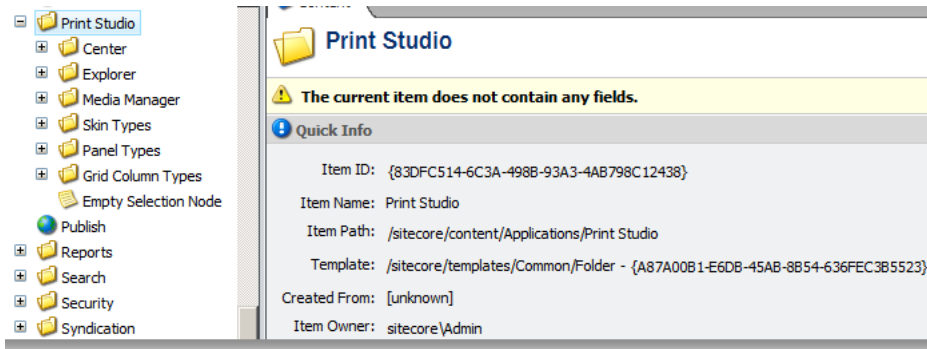 Print Studio
Center
Explorer
Media Manager
Skin Types
Panel Types
Grid Column Types
Empty Selection Node
Publish
Reports
Search
Security
Syndication
Content
Print Studio
The current item does not contain any fields.
Quick Info
Item ID: {83DFC514-6C3A-498B-93A3-4AB798C12438}
Item Name: Print Studio
Item Path: /sitecore/content/Applications/Print Studio
Template: /sitecore/templates/Common/Folder - {A87A00B1-E6DB-45AB-8B54-636FEC3B5523}
Created From: [unknown]
Item Owner: sitecore\Admin